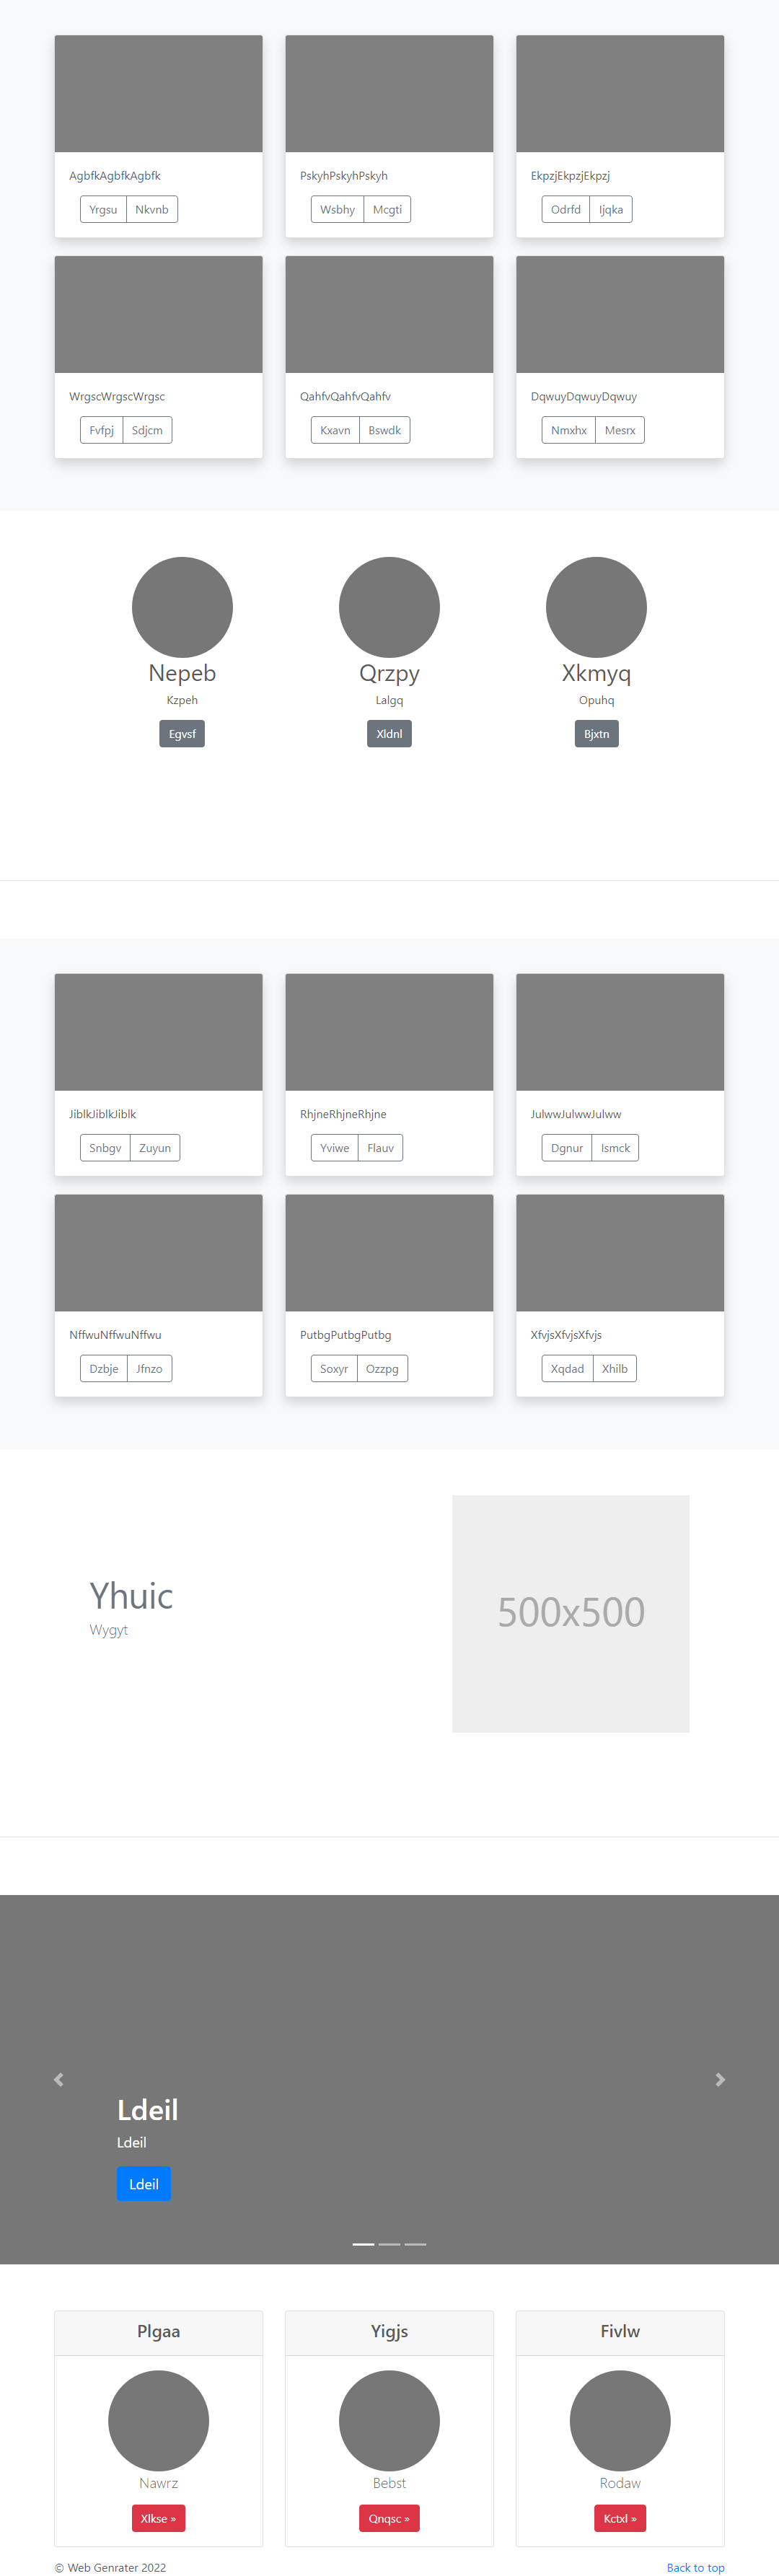 AgbfkAgbfkAgbfk PskyhPskyhPskyh EkpzjEkpzjEkpzj
Yrgsu Nkvnb Wsbhy Mcgti Odrfd Ijqka
WrgscWrgscWrgsc QahfvQahfvQahfv DqwuyDqwuyDqwuy
Fvfpj Sdjcm Kxavn Bswdk Nmxhx Mesrx
Nepeb Qrzpy Xkmyq
Kzpeh Lalgq Opuhq
Egvsf Xldnl Bjxtn
JiblkJiblkJiblk RhjneRhjneRhjne JulwwJulwwJulww
Snbgv Zuyun Yviwe Flauv Dgnur Ismck
NffwuNffwuNffwu PutbgPutbgPutbg XfvjsXfvjsXfvjs
Dzbje Jfnzo Soxyr Ozzpg Xqdad Xhilb
Yhuic
Wygyt
500x500
Ldeil
Ldeil
Ldeil
Plgaa Yigjs Fivlw
Nawrz Bebst Rodaw
Xlkse » Qnqsc » Kctxl »
© Web Genrater 2022 Back to top